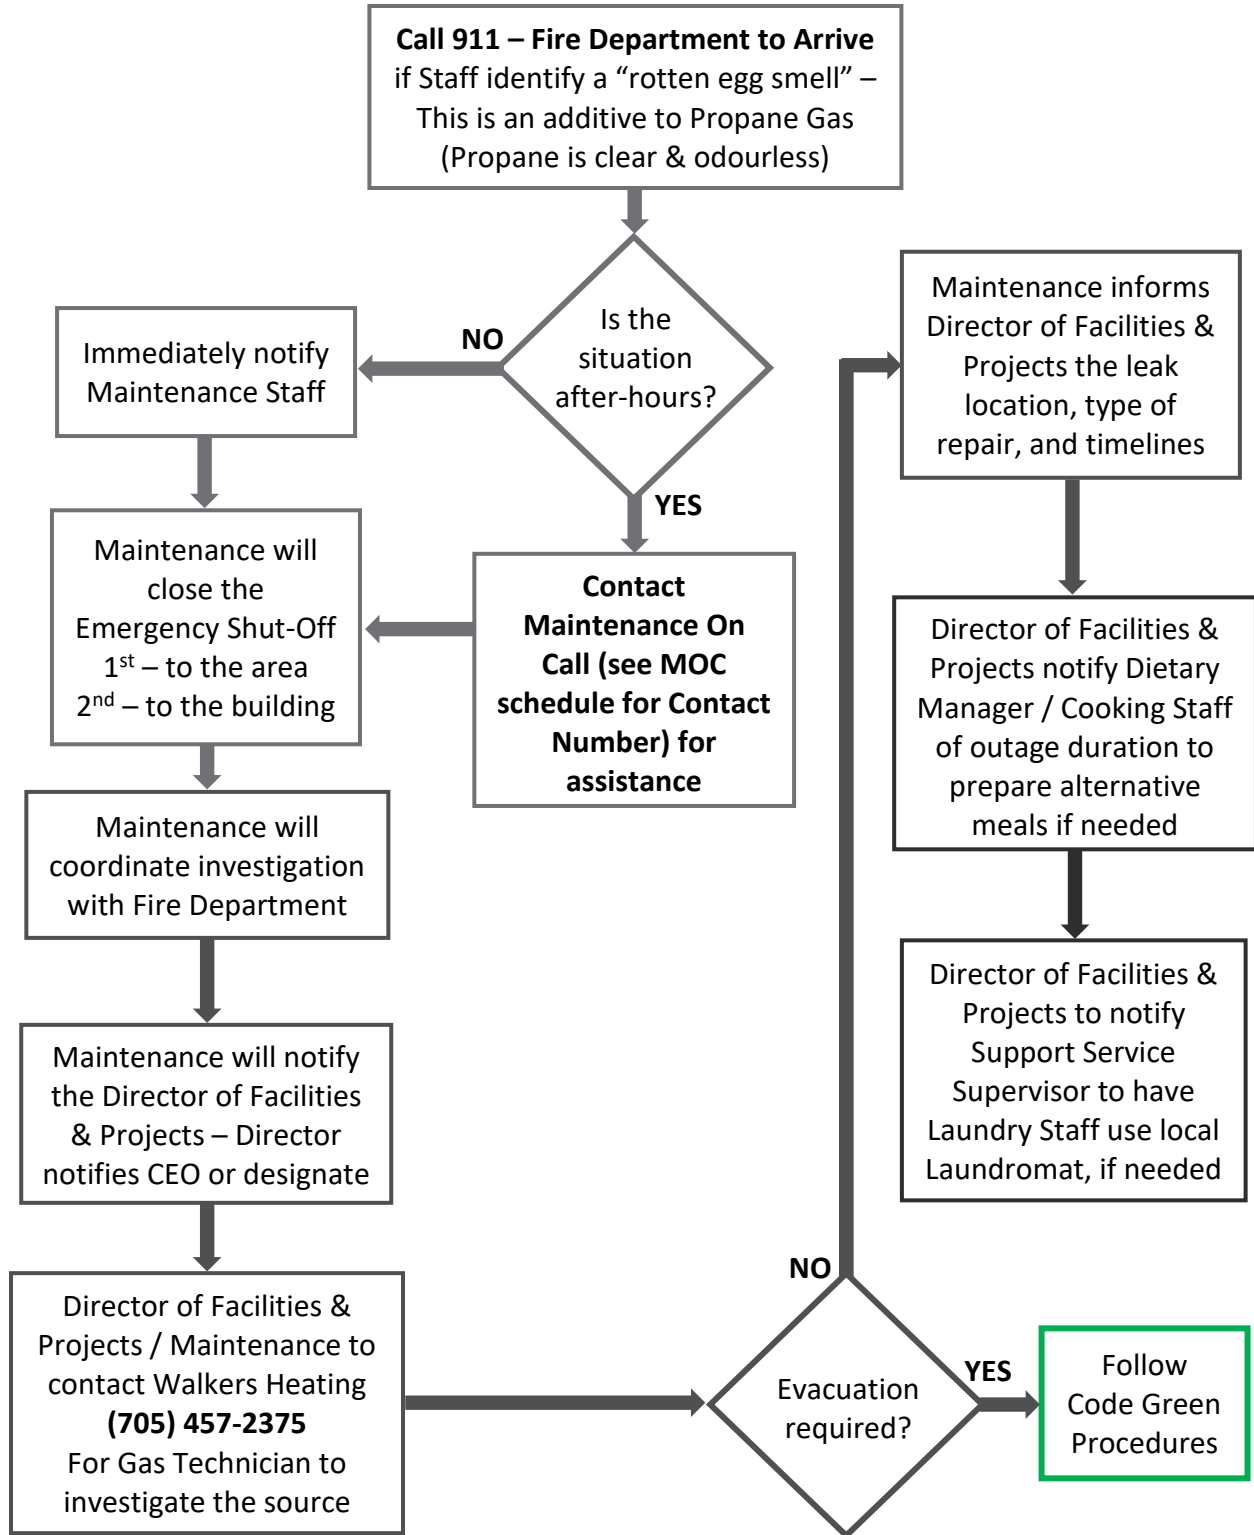 Call 911 – Fire Department to Arrive
if Staff identify a “rotten egg smell” –
This is an additive to Propane Gas
(Propane is clear & odourless)
Is the
situation
after-hours?
NO
YES
Immediately notify
Maintenance Staff
Contact
Maintenance On
Call (see MOC
schedule for Contact
Number) for
assistance
Maintenance will
close the
Emergency Shut-Off
1st – to the area
2nd – to the building
Maintenance will
coordinate investigation
with Fire Department
Maintenance will notify
the Director of Facilities
& Projects – Director
notifies CEO or designate
Director of Facilities &
Projects / Maintenance to
contact Walkers Heating
(705) 457-2375
For Gas Technician to
investigate the source
Evacuation
required?
NO
YES
Follow
Code Green
Procedures
Maintenance informs
Director of Facilities &
Projects the leak
location, type of
repair, and timelines
Director of Facilities &
Projects notify Dietary
Manager / Cooking Staff
of outage duration to
prepare alternative
meals if needed
Director of Facilities &
Projects to notify
Support Service
Supervisor to have
Laundry Staff use local
Laundromat, if needed